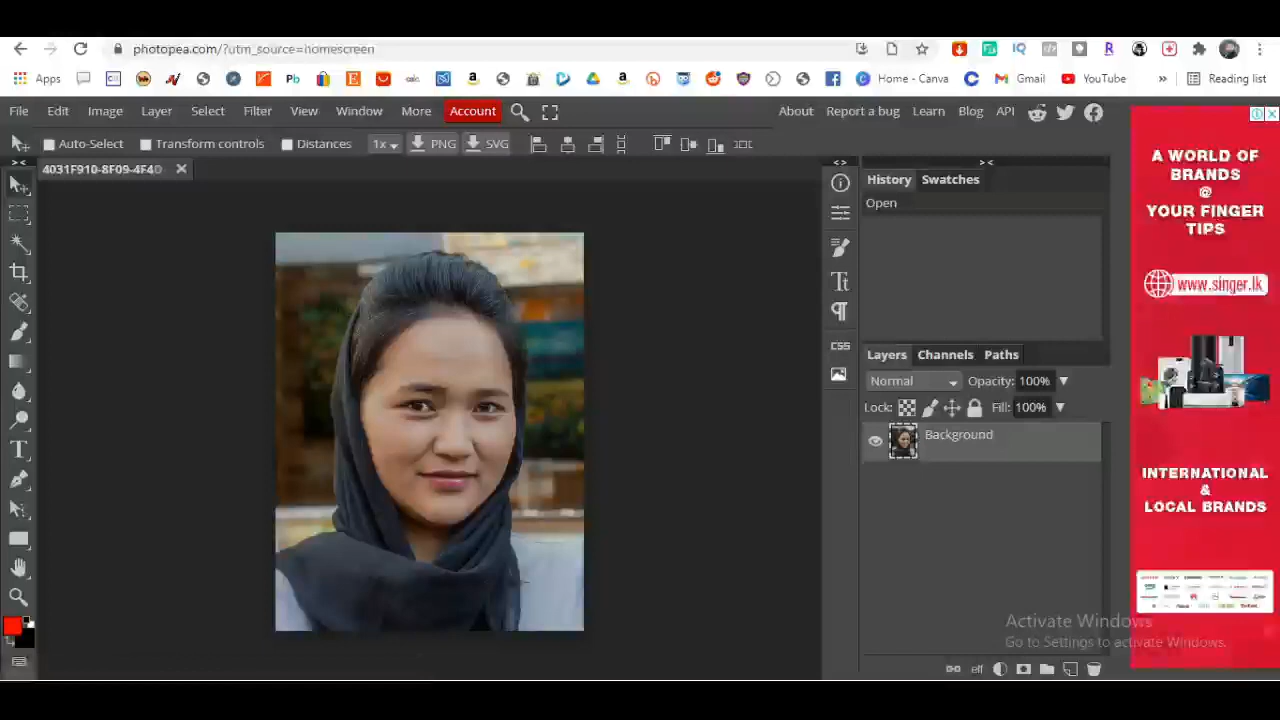 photopea.com/?utm_source=homescreen
Apps
Home - Canva
Gmail
YouTube
»
Reading list
File Edit Image Layer Select Filter View Window More Account
About Report a bug Learn Blog API
Auto-Select Transform controls Distances 1x PNG SVG
4031F910-8F09-4F4D
History Swatches
Open
CSS
Layers Channels Paths
Normal Opacity: 100%
Lock: Fill: 100%
Background
eff
A WORLD OF
BRANDS
@
YOUR FINGER
TIPS
www.singer.lk
INTERNATIONAL
&
LOCAL BRANDS
Activate Windows
Go to Settings to activate Windows.